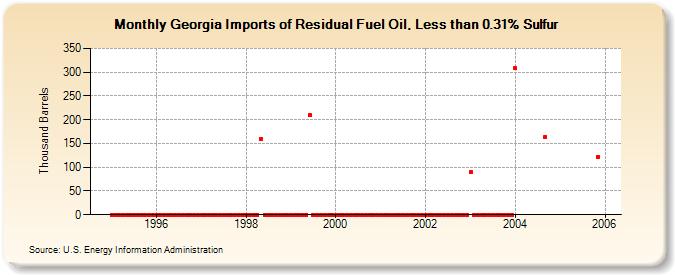 Monthly Georgia Imports of Residual Fuel Oil, Less than 0.31% Sulfur
Thousand Barrels
350
300
250
200
150
100
50
0
1996 1998 2000 2002 2004 2006
Source: U.S. Energy Information Administration